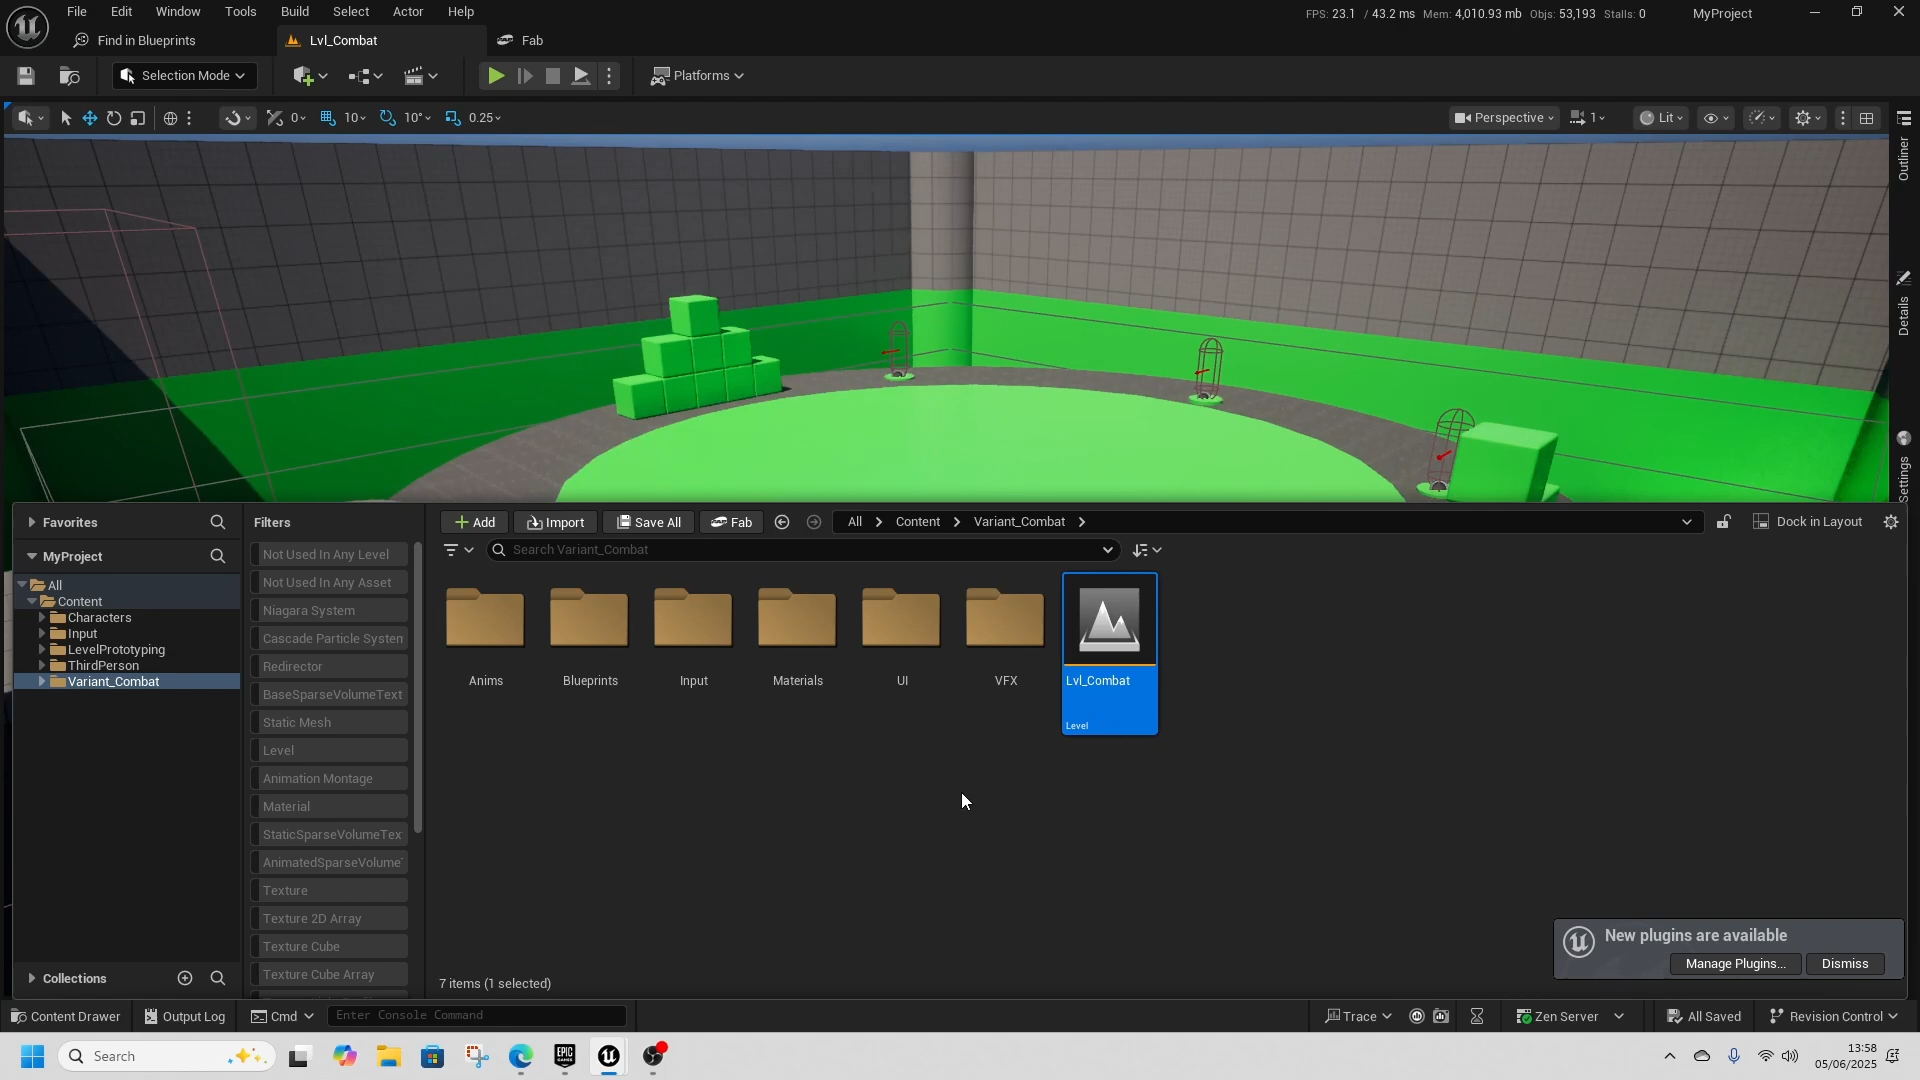 File Edit Window Tools Build Select Actor Help
FPS: 23.1 / 43.2 ms Mem: 4,010.93 mb Objs: 53,193 Stalls: 0 MyProject
Find in Blueprints Lvl_Combat Fab
Selection Mode Platforms
0 10 10° 0.25 Perspective 1 Lit
Outliner
Details
Settings
Favorites
Filters
Add Import Save All Fab All Content Variant_Combat Dock in Layout
MyProject
Search Variant_Combat
All
Content
Characters
Input
LevelPrototyping
ThirdPerson
Variant_Combat
Not Used In Any Level
Not Used In Any Asset
Niagara System
Cascade Particle System
Redirector
BaseSparseVolumeText
Static Mesh
Level
Animation Montage
Material
StaticSparseVolumeTex
AnimatedSparseVolume
Texture
Texture 2D Array
Texture Cube
Texture Cube Array
Anims Blueprints Input Materials UI VFX Lvl_Combat
Level
New plugins are available
Manage Plugins... Dismiss
Collections
7 items (1 selected)
Content Drawer Output Log Cmd Enter Console Command Trace Zen Server All Saved Revision Control
Search
EPIC GAMES
13:58
05/06/2025